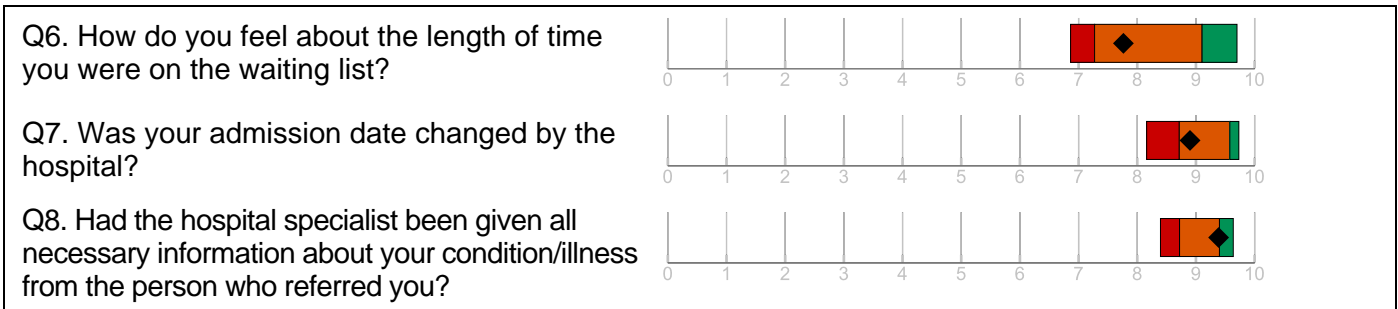 Q6. How do you feel about the length of time
you were on the waiting list?
0 1 2 3 4 5 6 7 8 9 10
Q7. Was your admission date changed by the
hospital?
0 1 2 3 4 5 6 7 8 9 10
Q8. Had the hospital specialist been given all
necessary information about your condition/illness
from the person who referred you?
0 1 2 3 4 5 6 7 8 9 10